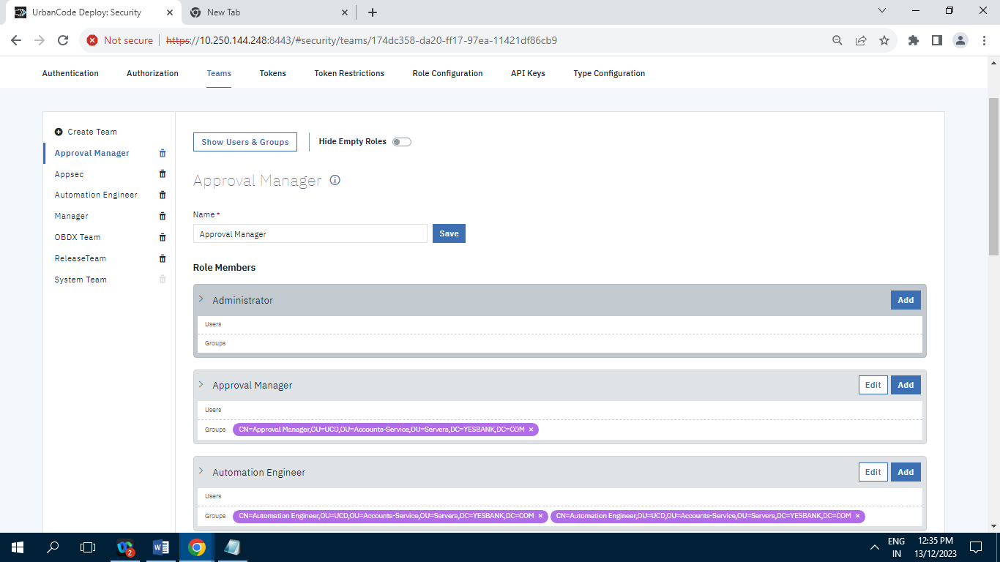 UrbanCode Deploy: Security
New Tab
Not secure https://10.250.144.248:8443/#security/teams/174dc358-da20-ff17-97ea-11421df86cb9
Authentication Authorization Teams Tokens Token Restrictions Role Configuration API Keys Type Configuration
Create Team
Approval Manager
Appsec
Automation Engineer
Manager
OBDX Team
ReleaseTeam
System Team
Show Users & Groups Hide Empty Roles
Approval Manager
Name *
Approval Manager Save
Role Members
Administrator Add
Users
Groups
Approval Manager Edit Add
Users
Groups CN=Approval Manager,OU=UCD,OU=Accounts-Service,OU=Servers,DC=YESBANK,DC=COM ×
Automation Engineer Edit Add
Users
Groups CN=Automation Engineer,OU=UCD,OU=Accounts-Service,OU=Servers,DC=YESBANK,DC=COM × CN=Automation Engineer,OU=UCD,OU=Accounts-Service,OU=Servers,DC=YESBANK,DC=COM ×
2
ENG
IN
12:35 PM
13/12/2023